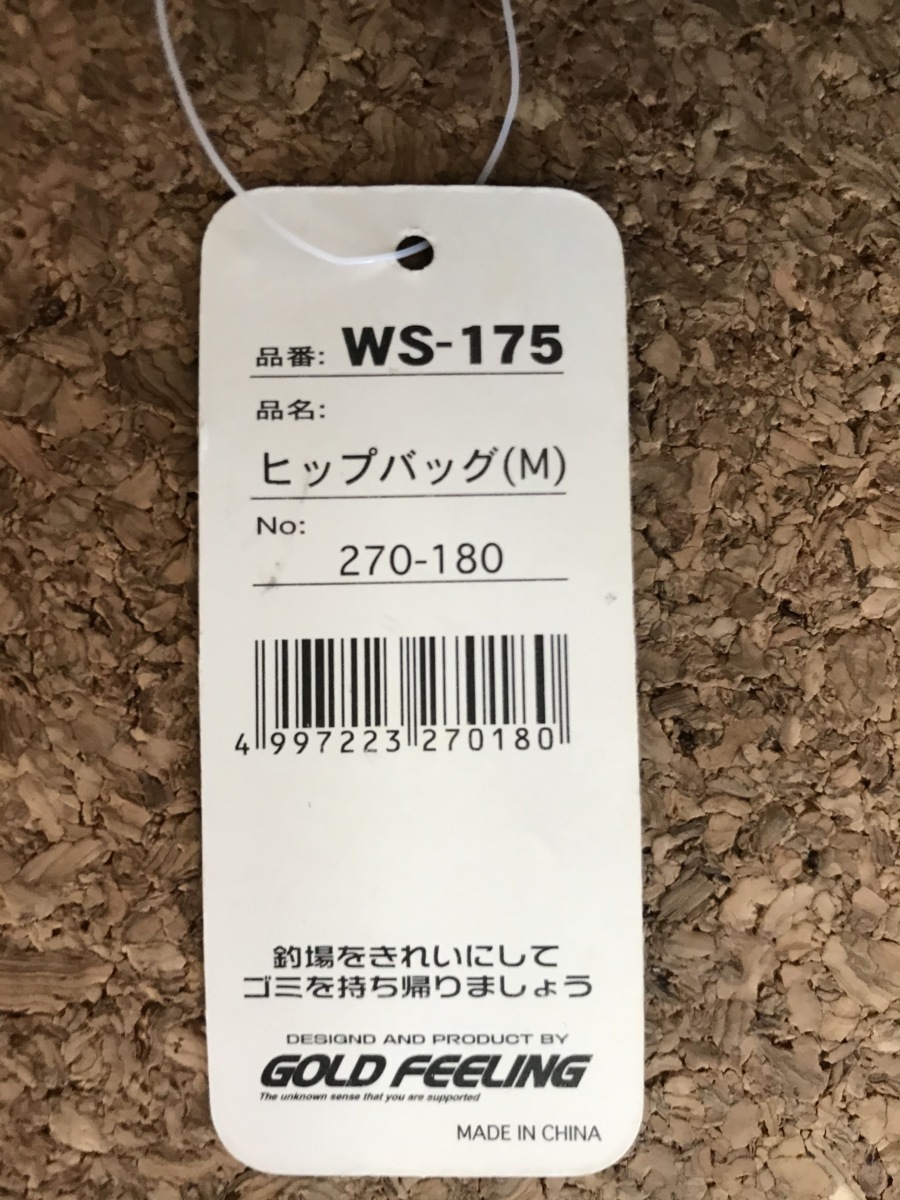 品番: WS-175
品名:
ヒップバッグ(M)
No:
270-180
4 997223 270180
釣場をきれいにして
ゴミを持ち帰りましょう
DESIGND AND PRODUCT BY
GOLD FEELING
The unknown sense that you are supported
MADE IN CHINA